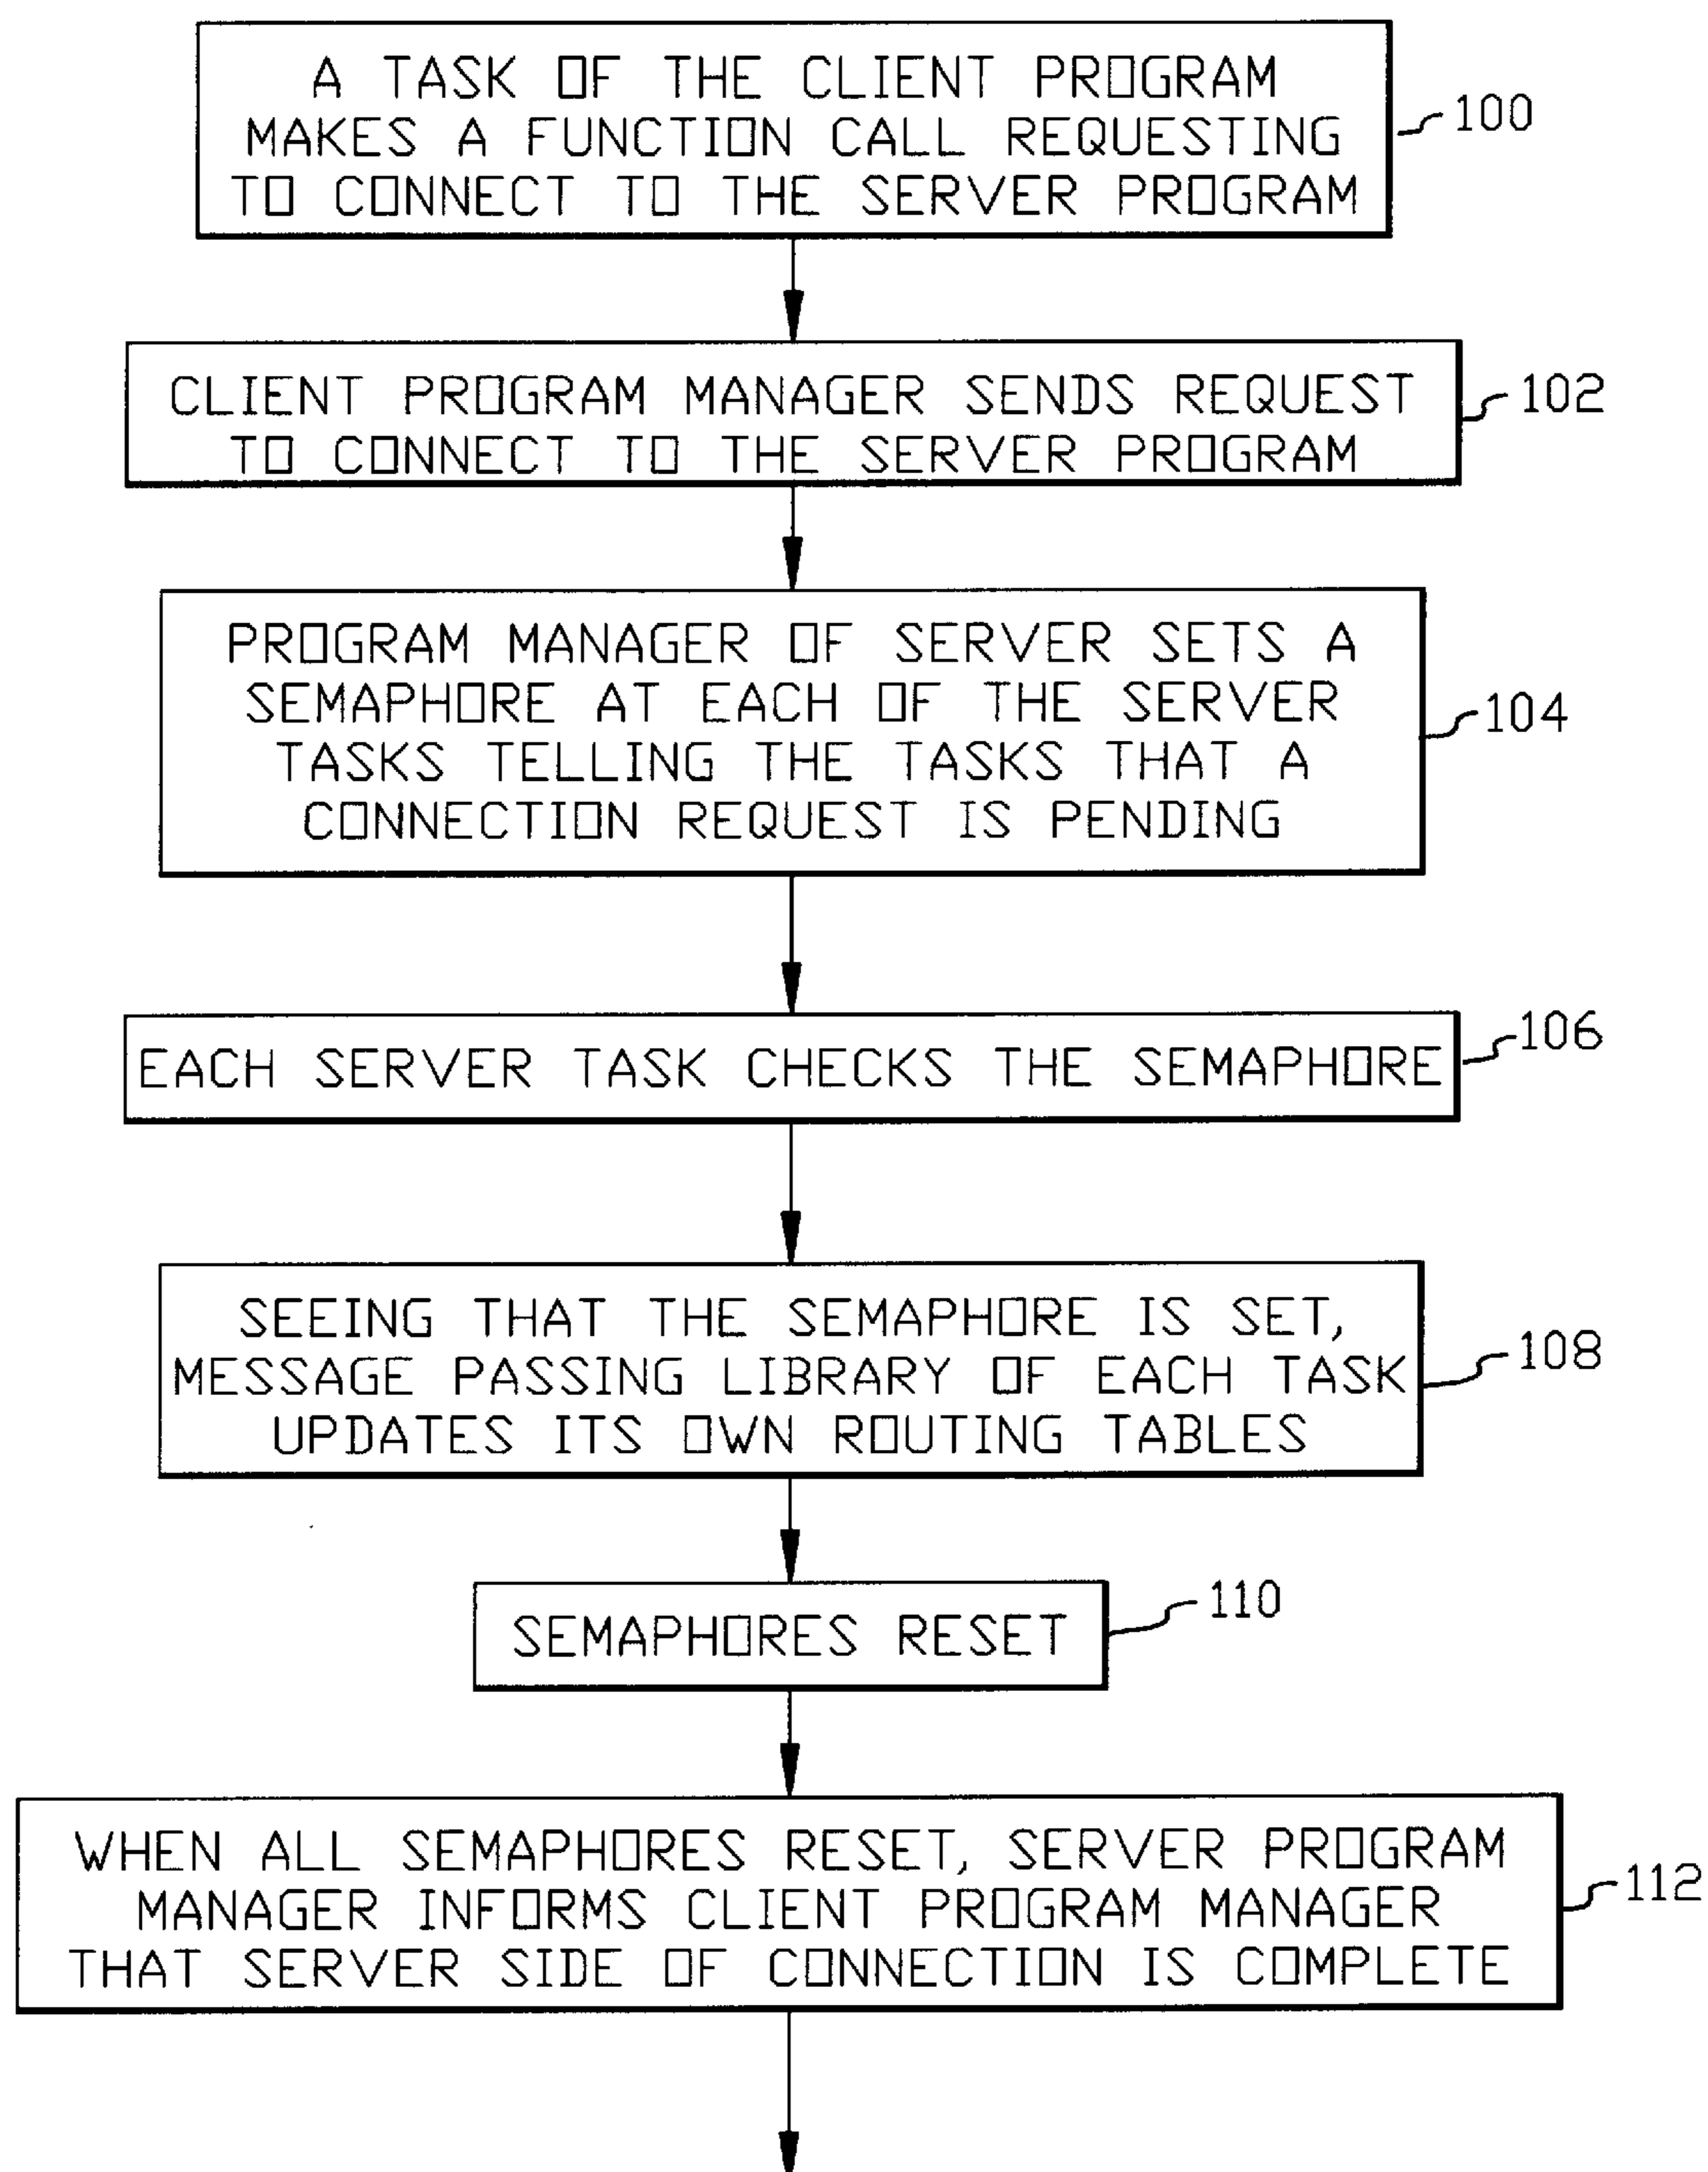 A TASK OF THE CLIENT PROGRAM
MAKES A FUNCTION CALL REQUESTING
TO CONNECT TO THE SERVER PROGRAM
100
CLIENT PROGRAM MANAGER SENDS REQUEST
TO CONNECT TO THE SERVER PROGRAM
102
PROGRAM MANAGER OF SERVER SETS A
SEMAPHORE AT EACH OF THE SERVER
TASKS TELLING THE TASKS THAT A
CONNECTION REQUEST IS PENDING
104
EACH SERVER TASK CHECKS THE SEMAPHORE
106
SEEING THAT THE SEMAPHORE IS SET,
MESSAGE PASSING LIBRARY OF EACH TASK
UPDATES ITS OWN ROUTING TABLES
108
SEMAPHORES RESET
110
WHEN ALL SEMAPHORES RESET, SERVER PROGRAM
MANAGER INFORMS CLIENT PROGRAM MANAGER
THAT SERVER SIDE OF CONNECTION IS COMPLETE
112